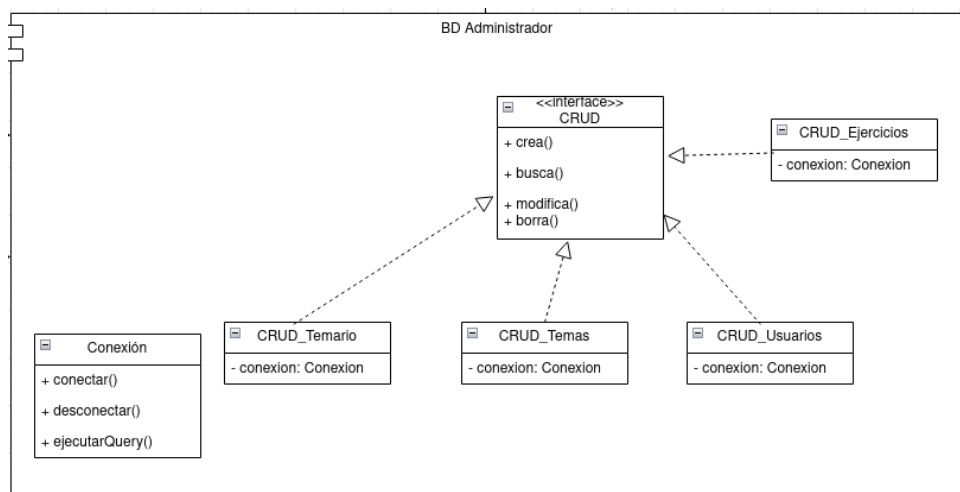 BD Administrador
<<interface>>
CRUD
+ crea()
+ busca()
+ modifica()
+ borra()
CRUD_Ejercicios
- conexion: Conexion
CRUD_Temario
- conexion: Conexion
CRUD_Temas
- conexion: Conexion
CRUD_Usuarios
- conexion: Conexion
Conexión
+ conectar()
+ desconectar()
+ ejecutarQuery()